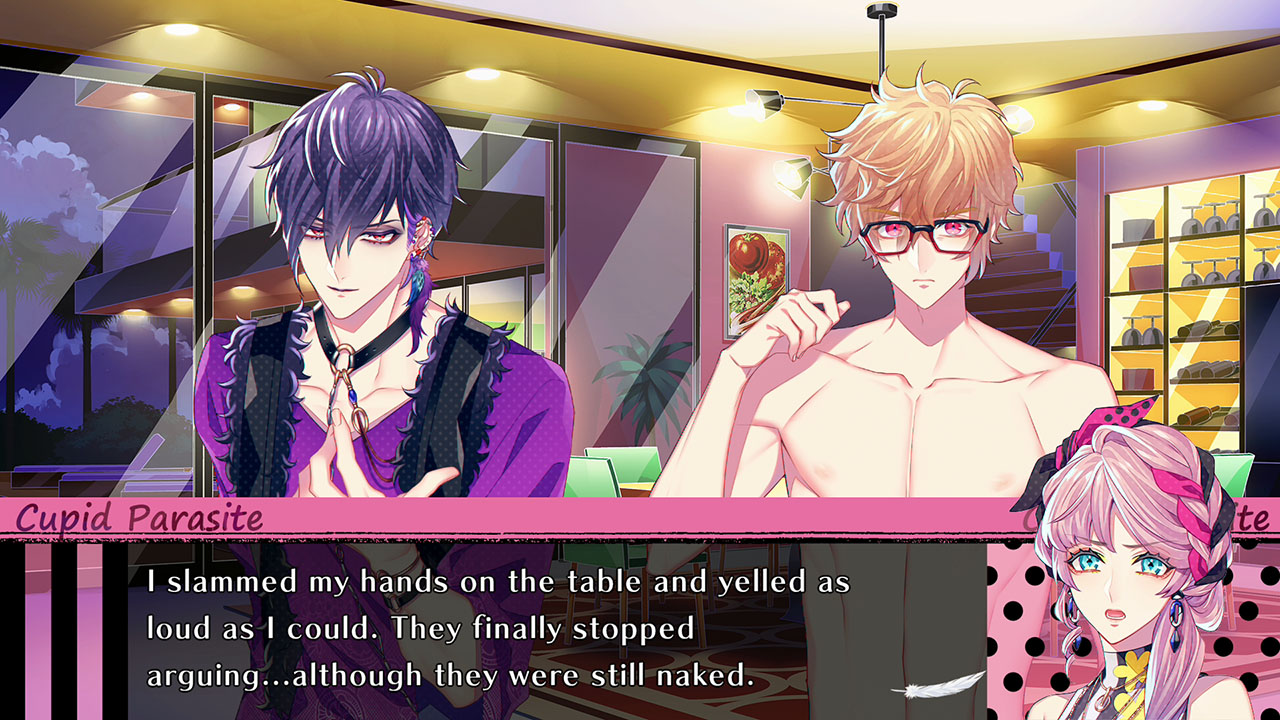 Cupid Parasite
C te
I slammed my hands on the table and yelled as
loud as I could. They finally stopped
arguing...although they were still naked.